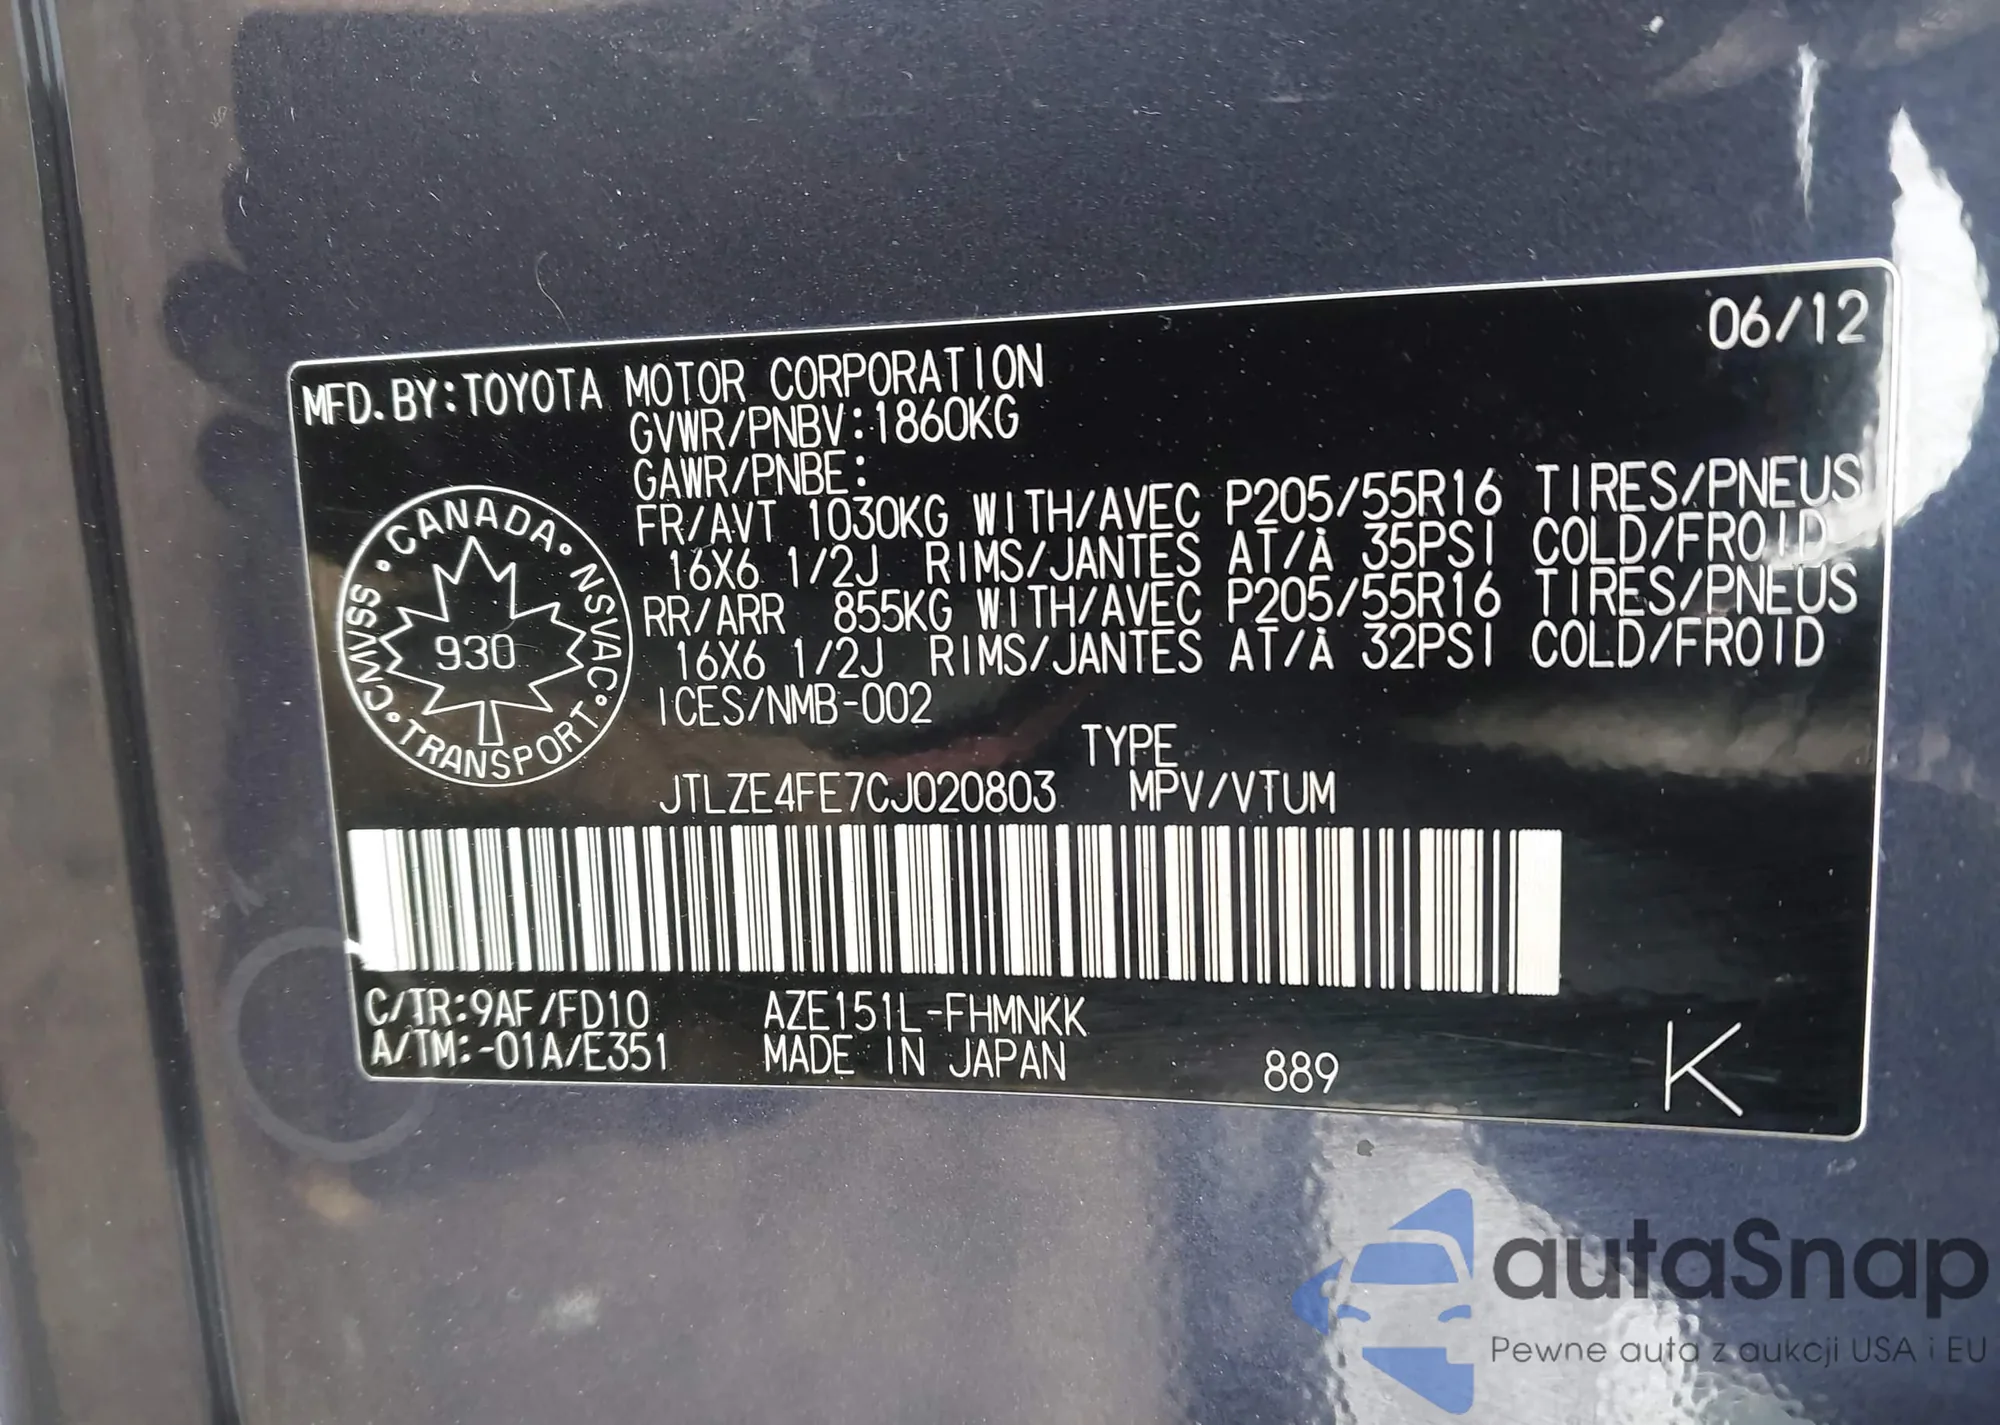 06/12
MFD.BY:TOYOTA MOTOR CORPORATION
GVWR/PNBV:1860KG
GAWR/PNBE:
FR/AVT 1030KG WITH/AVEC P205/55R16 TIRES/PNEUS
16X6 1/2J RIMS/JANTES AT/À 35PSI COLD/FROID
RR/ARR 855KG WITH/AVEC P205/55R16 TIRES/PNEUS
16X6 1/2J RIMS/JANTES AT/À 32PSI COLD/FROID
ICES/NMB-002
CANADA · NSVAC · TRANSPORT · CMVSS ·
930
TYPE
JTLZE4FE7CJ020803 MPV/VTUM
C/TR:9AF/FD10 AZE151L-FHMNKK
A/TM:-01A/E351 MADE IN JAPAN 889 K
autaSnap
Pewne auta z aukcji USA i EU